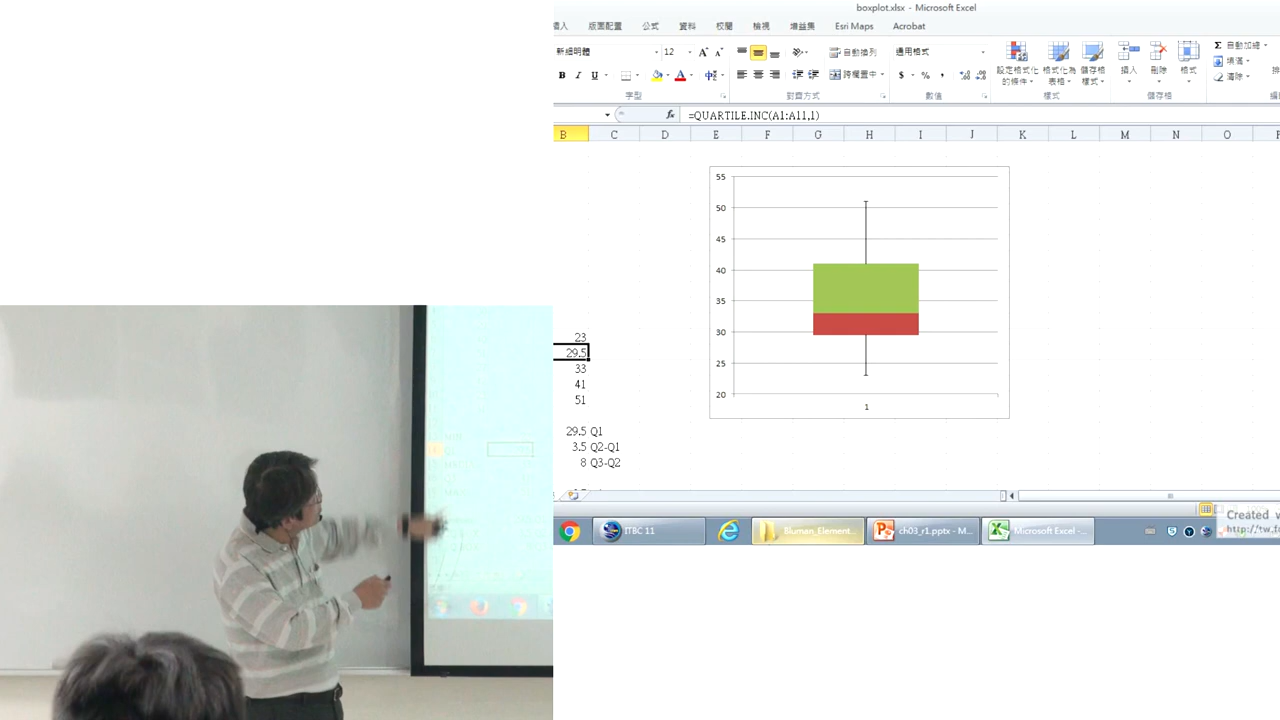 boxplot.xlsx - Microsoft Excel
插入 版面配置 公式 資料 校閱 檢視 增益集 Esri Maps Acrobat
新細明體 12 A A 自動換列 通用格式 設定格式化的條件 格式化為表格 儲存格樣式 插入 刪除 格式 Σ 自動加總
填滿
B I U A 跨欄置中 $ % , 清除
字型 對齊方式 數值 樣式 儲存格
fx =QUARTILE.INC(A1:A11,1)
B C D E F G H I J K L M N O P
55
50
45
40
35
30
25
20
1
23
29.5
33
41
51
29.5 Q1
3.5 Q2-Q1
8 Q3-Q2
Created
http://tw.
ITBC 11 Bluman_Element... ch03_r1.pptx - M... Microsoft Excel -...